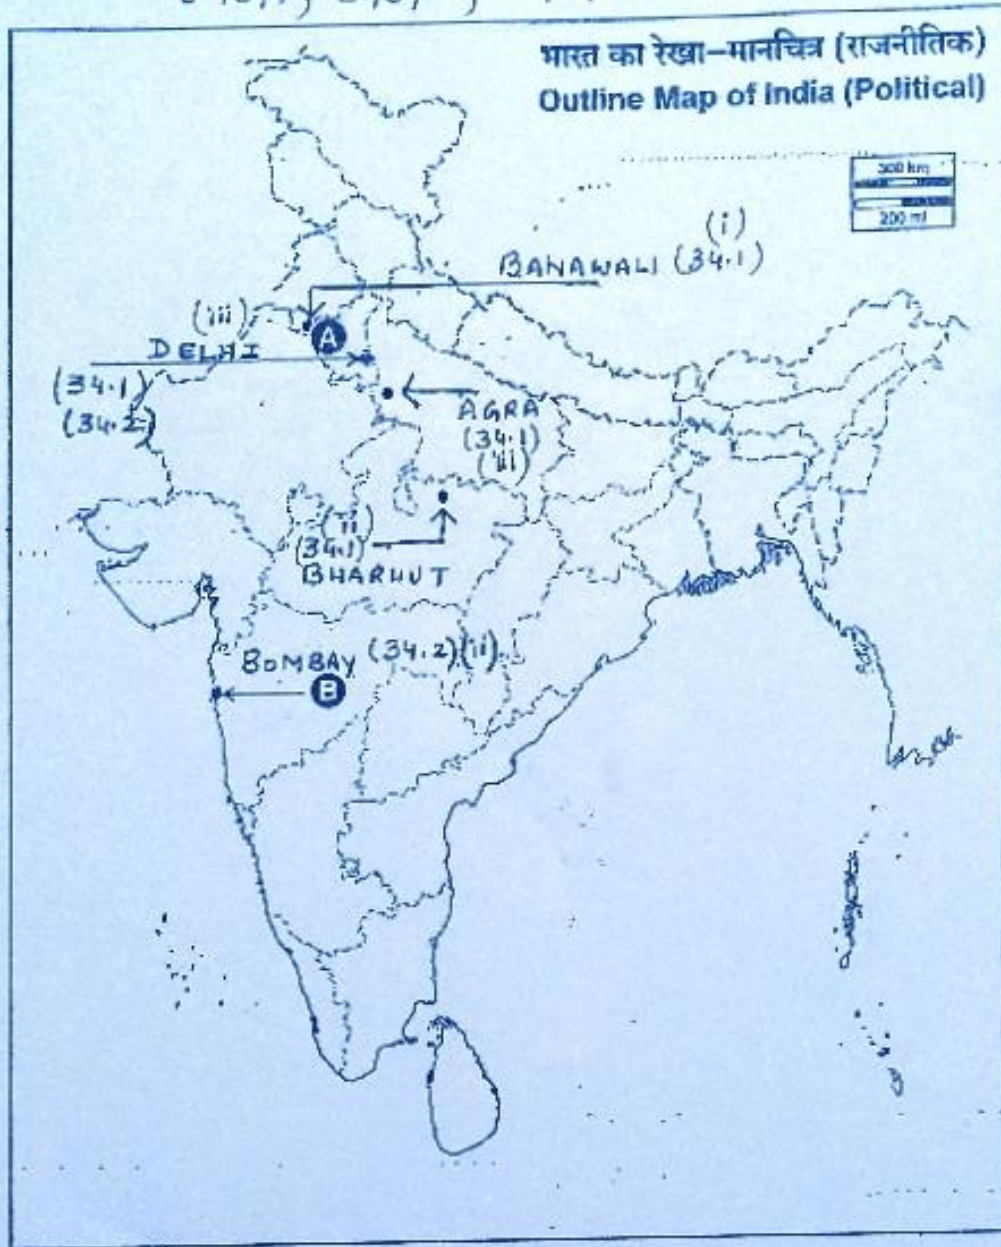 भारत का रेखा-मानचित्र (राजनीतिक)
Outline Map of India (Political)
300 km
200 mi
(i)
BANAWALI (34.1)
(iii)
A
DELHI
(34.1)
(34.2)
AGRA
(34.1)
(iii)
(ii)
(34.1)
BHARHUT
BOMBAY (34.2)(ii)
B